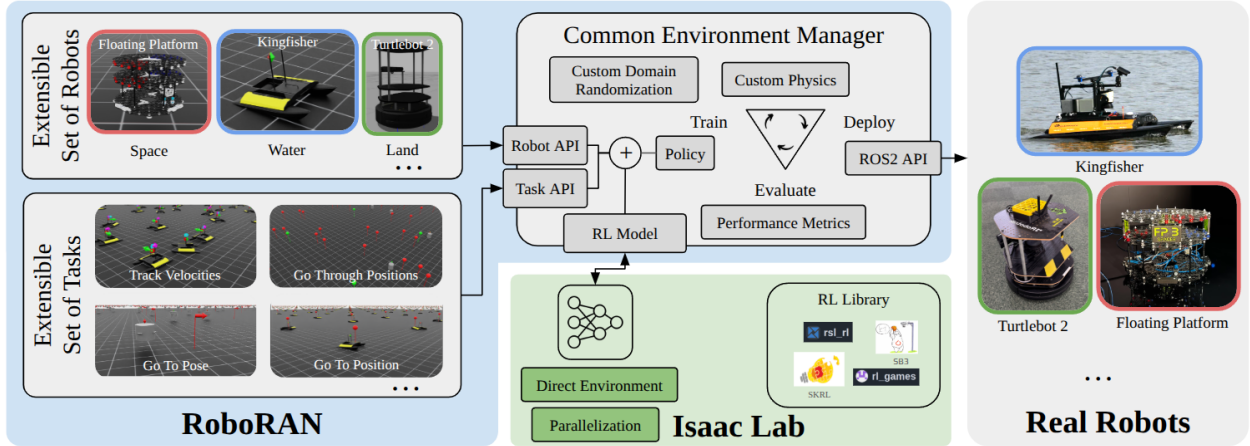 Extensible
Set of Robots
Floating Platform
Kingfisher
Turtlebot 2
Space
Water
Land
...
Extensible
Set of Tasks
Track Velocities
Go Through Positions
Go To Pose
Go To Position
...
RoboRAN
Common Environment Manager
Custom Domain
Randomization
Custom Physics
Train
Deploy
Robot API
+
Policy
ROS2 API
Task API
Evaluate
RL Model
Performance Metrics
Direct Environment
Parallelization
RL Library
rsl_rl
SB3
SKRL
rl_games
Isaac Lab
Kingfisher
FP 3
Turtlebot 2
Floating Platform
...
Real Robots